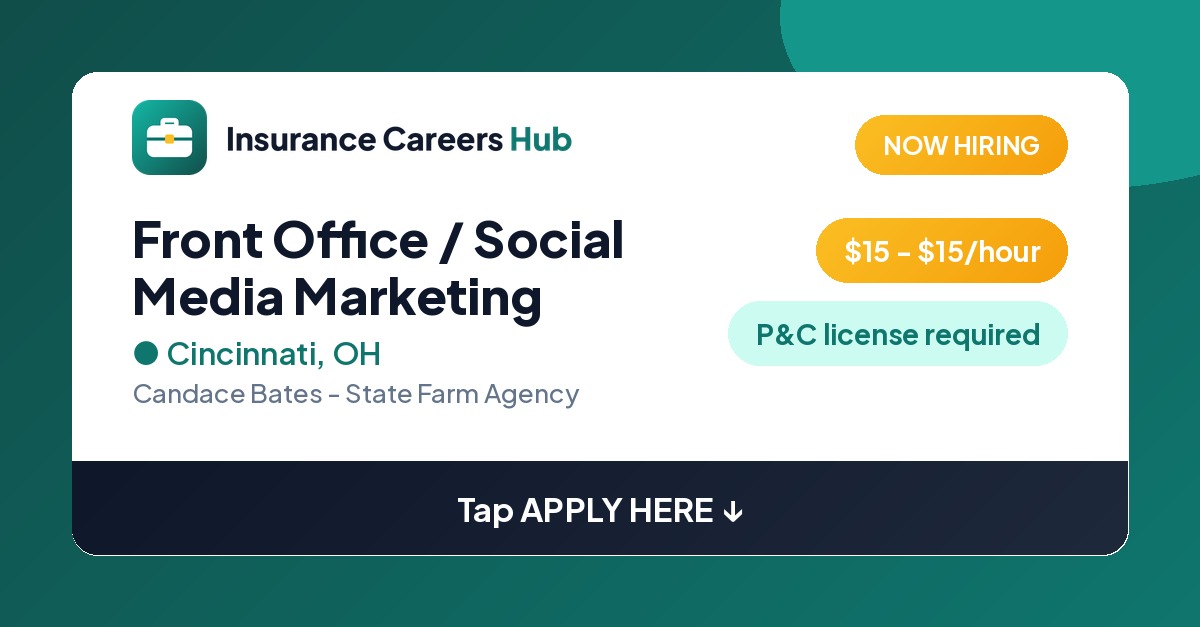 Insurance Careers Hub
NOW HIRING
Front Office / Social
Media Marketing
$15 - $15/hour
P&C license required
Cincinnati, OH
Candace Bates - State Farm Agency
Tap APPLY HERE ↓